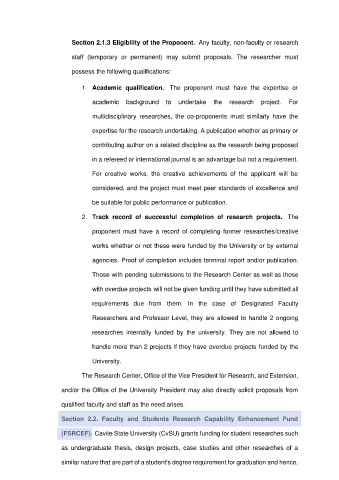 Section 2.1.3 Eligibility of the Proponent. Any faculty, non-faculty or research
staff (temporary or permanent) may submit proposals. The researcher must
possess the following qualifications:
1. Academic qualification. The proponent must have the expertise or
academic background to undertake the research project. For
multidisciplinary researches, the co-proponents must similarly have the
expertise for the research undertaking. A publication whether as primary or
contributing author on a related discipline as the research being proposed
in a refereed or international journal is an advantage but not a requirement.
For creative works, the creative achievements of the applicant will be
considered, and the project must meet peer standards of excellence and
be suitable for public performance or publication.
2. Track record of successful completion of research projects. The
proponent must have a record of completing former researches/creative
works whether or not these were funded by the University or by external
agencies. Proof of completion includes terminal report and/or publication.
Those with pending submissions to the Research Center as well as those
with overdue projects will not be given funding until they have submitted all
requirements due from them. In the case of Designated Faculty
Researchers and Professor Level, they are allowed to handle 2 ongoing
researches internally funded by the university. They are not allowed to
handle more than 2 projects if they have overdue projects funded by the
University.
The Research Center, Office of the Vice President for Research, and Extension,
and/or the Office of the University President may also directly solicit proposals from
qualified faculty and staff as the need arises.
Section 2.2. Faculty and Students Research Capability Enhancement Fund
(FSRCEF). Cavite State University (CvSU) grants funding for student researches such
as undergraduate thesis, design projects, case studies and other researches of a
similar nature that are part of a student's degree requirement for graduation and hence,